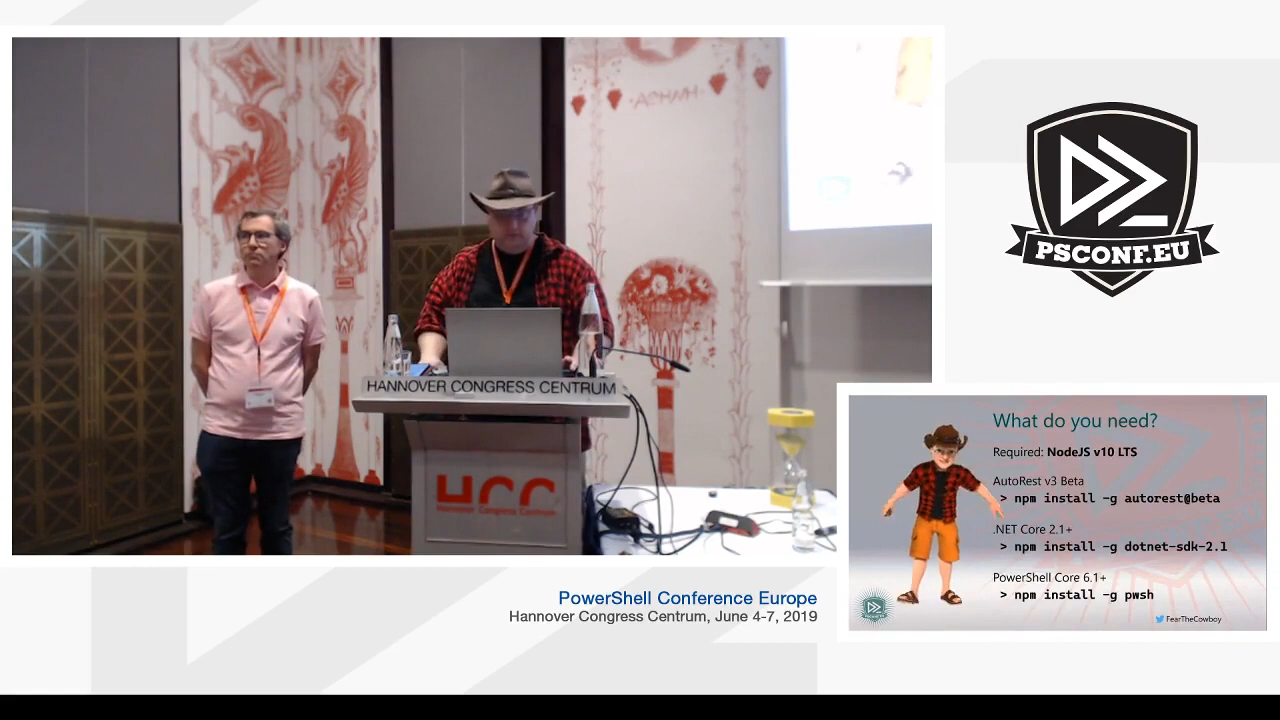 HANNOVER CONGRESS CENTRUM
HCC
Hannover Congress Centrum
PSCONF.EU
What do you need?
Required: NodeJS v10 LTS
AutoRest v3 Beta
> npm install -g autorest@beta
.NET Core 2.1+
> npm install -g dotnet-sdk-2.1
PowerShell Core 6.1+
> npm install -g pwsh
PSCONF.EU
FearTheCowboy
PowerShell Conference Europe
Hannover Congress Centrum, June 4-7, 2019